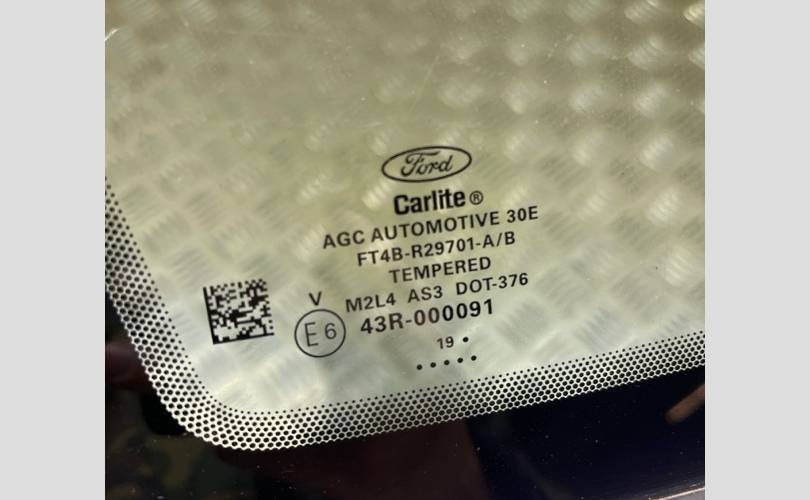 Ford
Carlite®
AGC AUTOMOTIVE 30E
FT4B-R29701-A/B
TEMPERED
V M2L4 AS3 DOT-376
E6 43R-000091
19 •
• • • • •